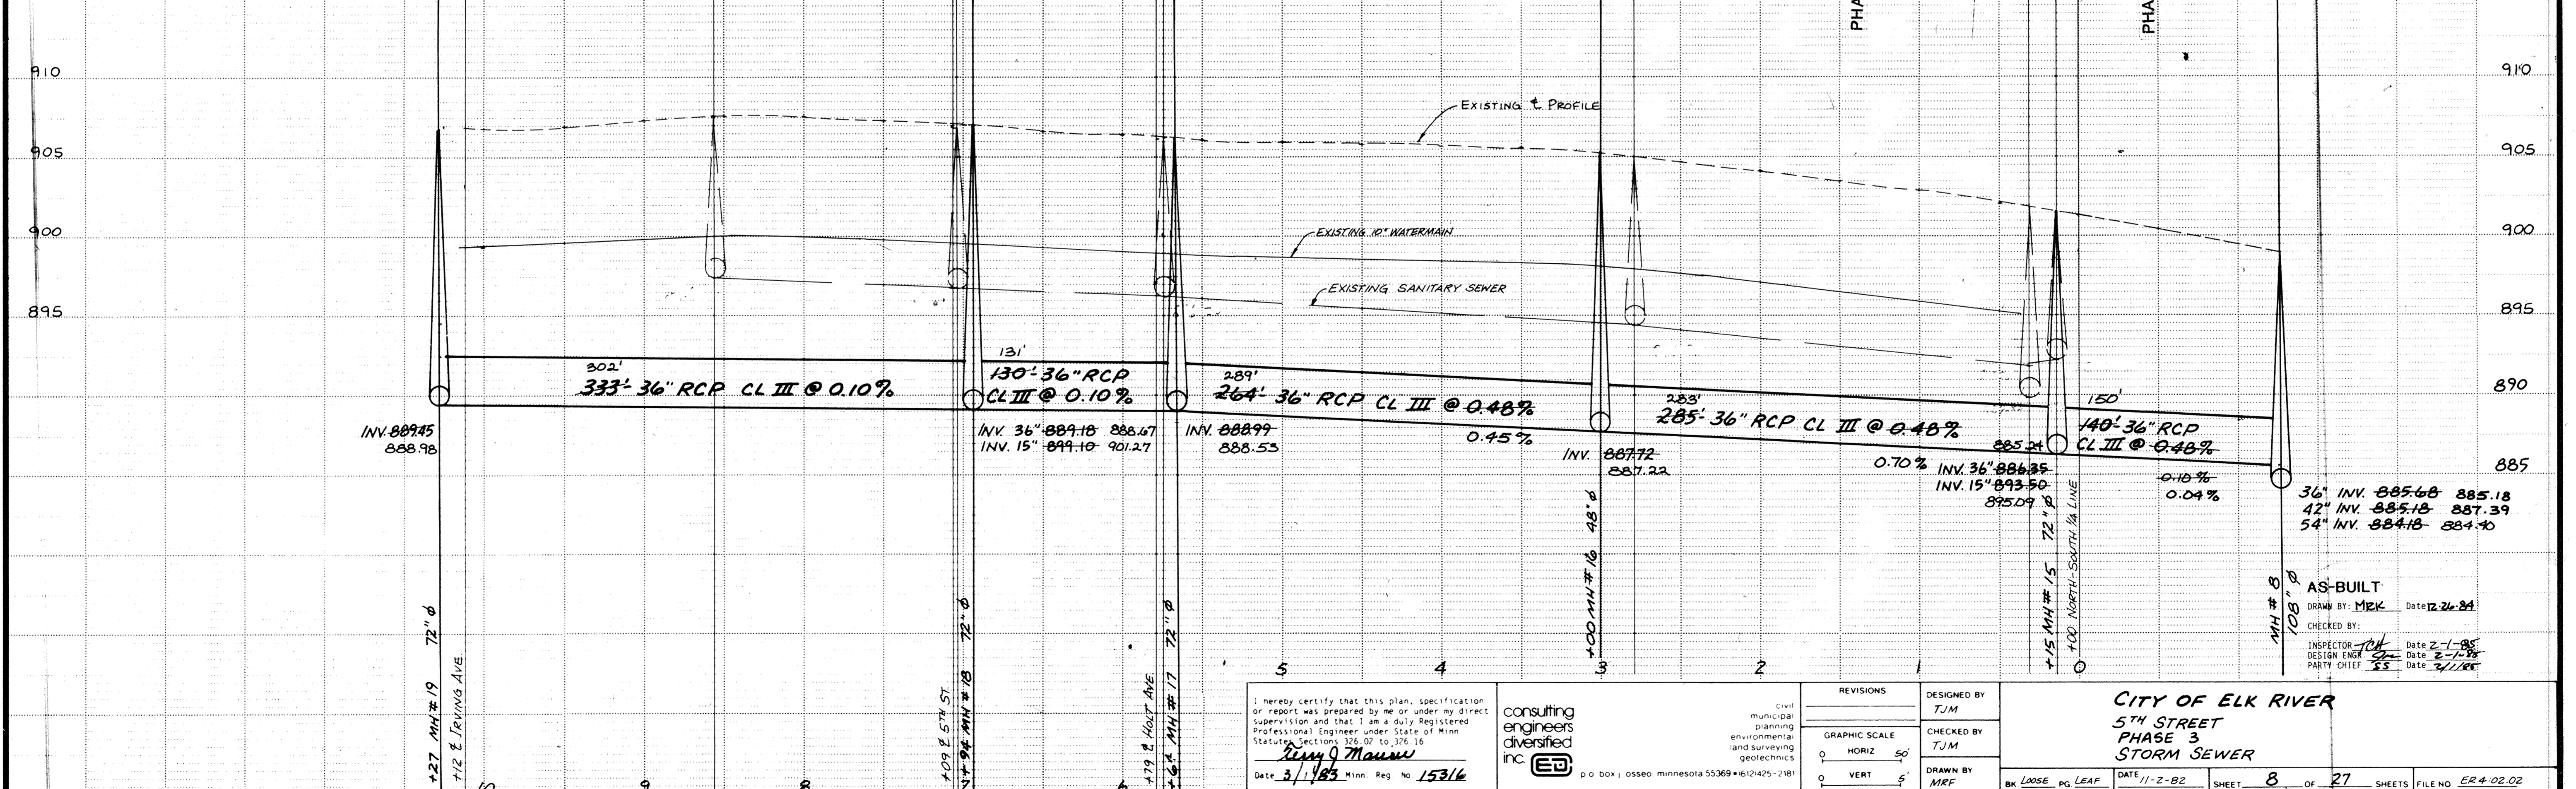 PHA
PHA
910
910
EXISTING ℄ PROFILE
905
905
900
900
EXISTING 10" WATERMAIN
EXISTING SANITARY SEWER
895
895
302'
333'- 36" RCP CL III @ 0.10%
131'
130'- 36" RCP
CL III @ 0.10%
289'
264'- 36" RCP CL III @ 0.48%
0.45%
283'
285'- 36" RCP CL III @ 0.48%
0.70%
150'
140'- 36" RCP
CL III @ 0.48%
0.10%
0.04%
890
885
INV. 889.45
888.98
INV. 36" 889.18 888.67
INV. 15" 899.10 901.27
INV. 888.99
888.53
INV. 887.72
887.22
885.24
INV. 36" 886.35
INV. 15" 893.50
895.09
36" INV. 885.68 885.18
42" INV. 885.18 887.39
54" INV. 884.18 884.40
+27 MH # 19 72" Ø
+12 ℄ IRVING AVE
+09 ℄ 5TH ST.
+94 MH # 18 72" Ø
+79 ℄ HOLT AVE
MH # 17 72" Ø
+00 MH # 16 48" Ø
+15 MH # 15 72" Ø
+00 NORTH-SOUTH 1/4 LINE
MH # 8
108" Ø
5 4 3 2 1 0
AS-BUILT
DRAWN BY: MRK Date 12-26-84
CHECKED BY:
INSPECTOR TCH Date 2-1-85
DESIGN ENGR Date 2-1-85
PARTY CHIEF SS Date 2/1/85
I hereby certify that this plan, specification
or report was prepared by me or under my direct
supervision and that I am a duly Registered
Professional Engineer under State of Minn
Statutes Sections 326.02 to 326.16
Terry J Maurer
Date 3/1/83 Minn. Reg No 15316
consulting
engineers
diversified
inc.
civil
municipal
planning
environmental
land surveying
geotechnics
p o box j osseo minnesota 55369 • (612) 425-2181
REVISIONS
GRAPHIC SCALE
0 HORIZ 50'
0 VERT 5'
DESIGNED BY
TJM
CHECKED BY
TJM
DRAWN BY
MRF
CITY OF ELK RIVER
5TH STREET
PHASE 3
STORM SEWER
BK LOOSE PG LEAF DATE 11-2-82 SHEET 8 OF 27 SHEETS FILE NO ER4:02.02